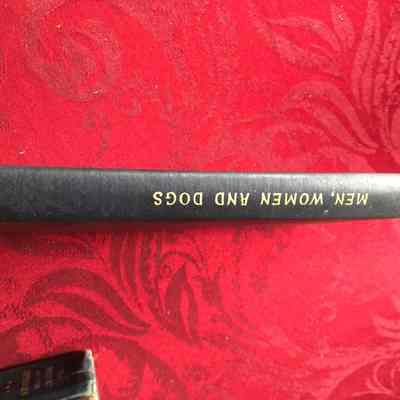 MEN, WOMEN AND DOGS